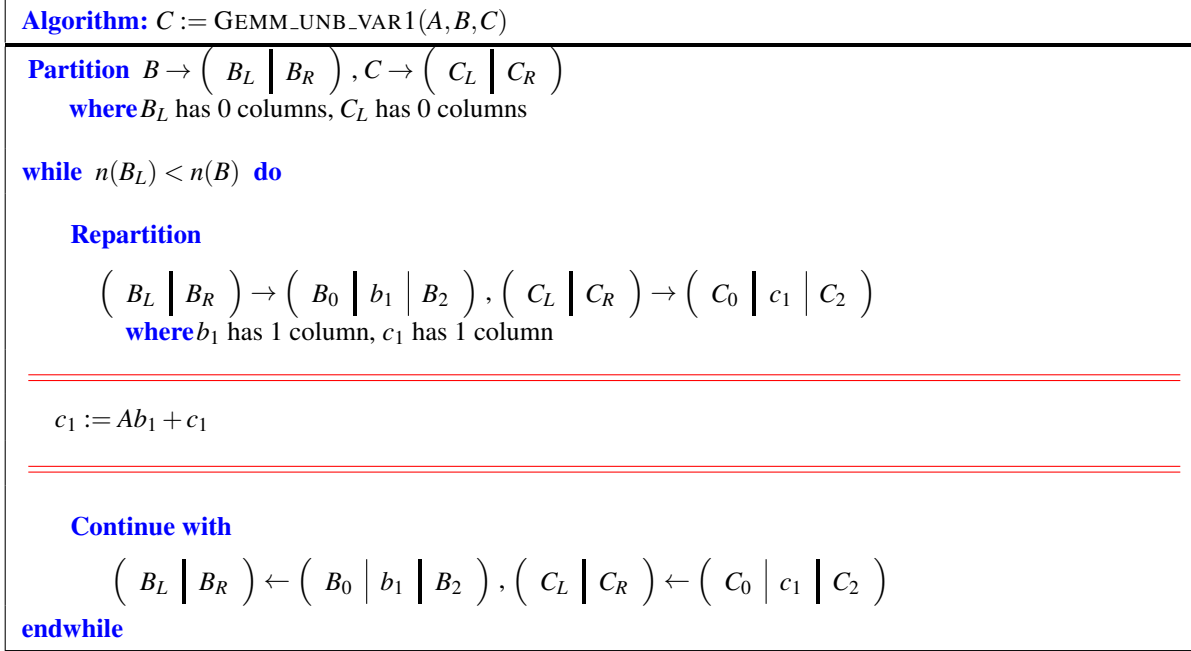 Algorithm: C := GEMM_UNB_VAR1(A,B,C)
Partition B → ( B_L | B_R ) , C → ( C_L | C_R )
where B_L has 0 columns, C_L has 0 columns
while n(B_L) < n(B) do
Repartition
( B_L | B_R ) → ( B_0 | b_1 | B_2 ) , ( C_L | C_R ) → ( C_0 | c_1 | C_2 )
where b_1 has 1 column, c_1 has 1 column
c_1 := Ab_1 + c_1
Continue with
( B_L | B_R ) ← ( B_0 | b_1 | B_2 ) , ( C_L | C_R ) ← ( C_0 | c_1 | C_2 )
endwhile